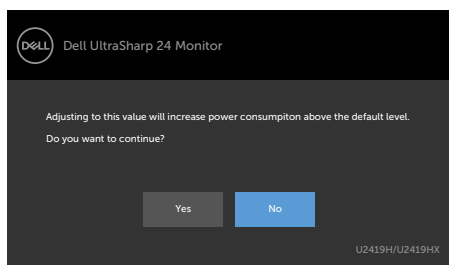 DELL Dell UltraSharp 24 Monitor
Adjusting to this value will increase power consumpiton above the default level.
Do you want to continue?
Yes No
U2419H/U2419HX